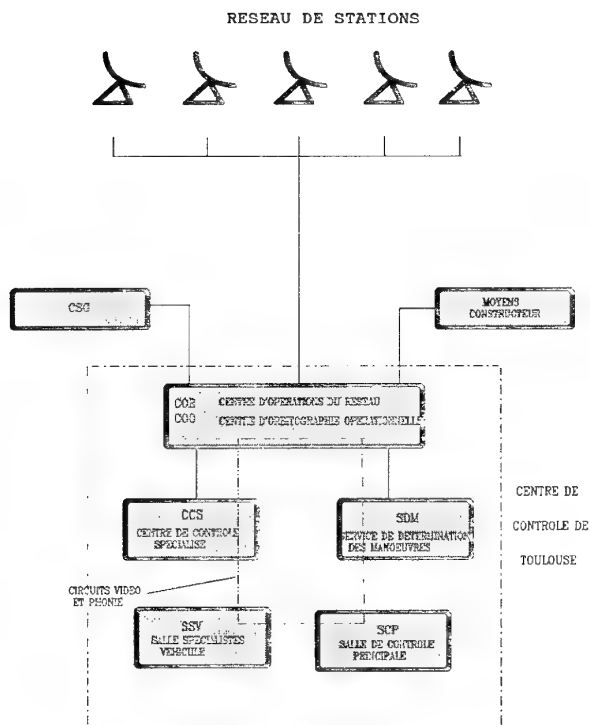 RESEAU DE STATIONS
CSG
MOYENS
CONSTRUCTEUR
COR CENTRE D'OPERATIONS DU RESEAU
COO CENTRE D'ORBITOGRAPHIE OPERATIONNELLE
CCS
CENTRE DE CONTROLE
SPECIALISE
SDM
SERVICE DE DETERMINATION
DES MANOEUVRES
CENTRE DE
CONTROLE DE
TOULOUSE
CIRCUITS VIDEO
ET PHONIE
SSV
SALLE SPECIALISTES
VEHICULE
SCP
SALLE DE CONTROLE
PRINCIPALE